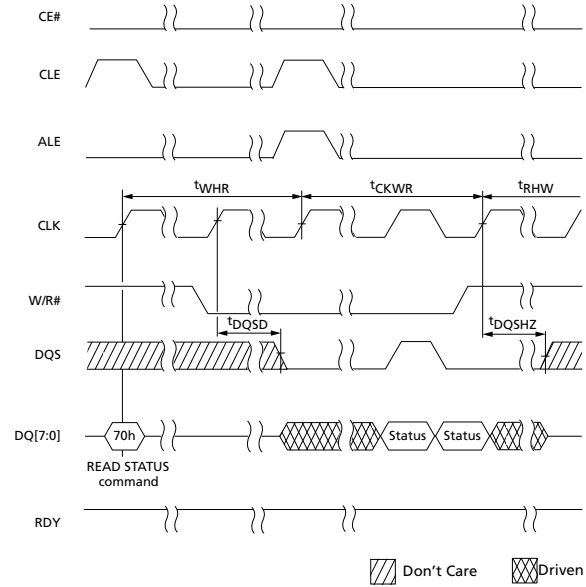 CE#
CLE
ALE
tWHR
tCKWR
tRHW
CLK
W/R#
tDQSD
tDQSHZ
DQS
DQ[7:0]
70h
Status
Status
READ STATUS
command
RDY
Don't Care
Driven